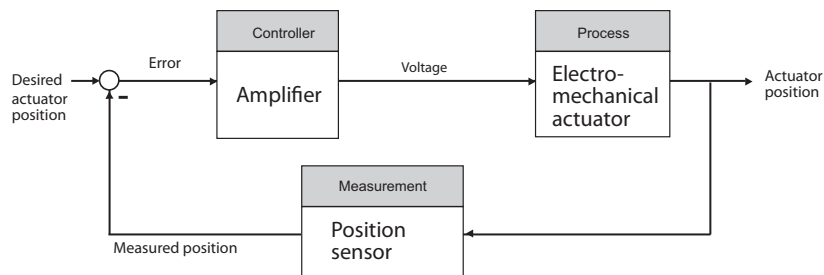 Controller
Process
Error
Voltage
Desired
actuator
position
-
Amplifier
Electro-
mechanical
actuator
Actuator
position
Measurement
Position
sensor
Measured position